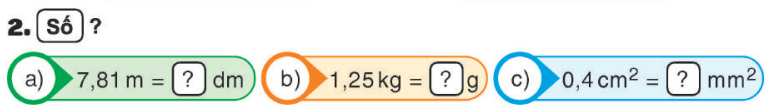 2. Số ?
a) 7,81 m = ? dm b) 1,25 kg = ? g c) 0,4 cm² = ? mm²